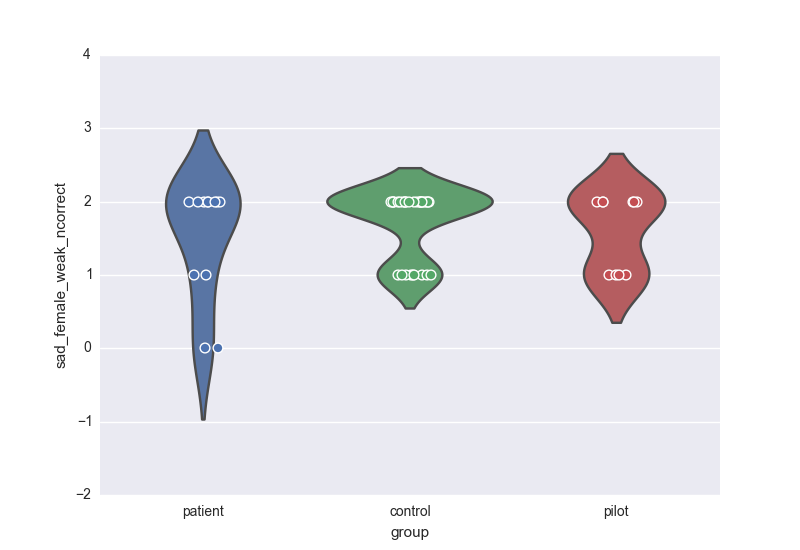 4
3
2
1
0
−1
−2
sad_female_weak_ncorrect
patient control pilot
group